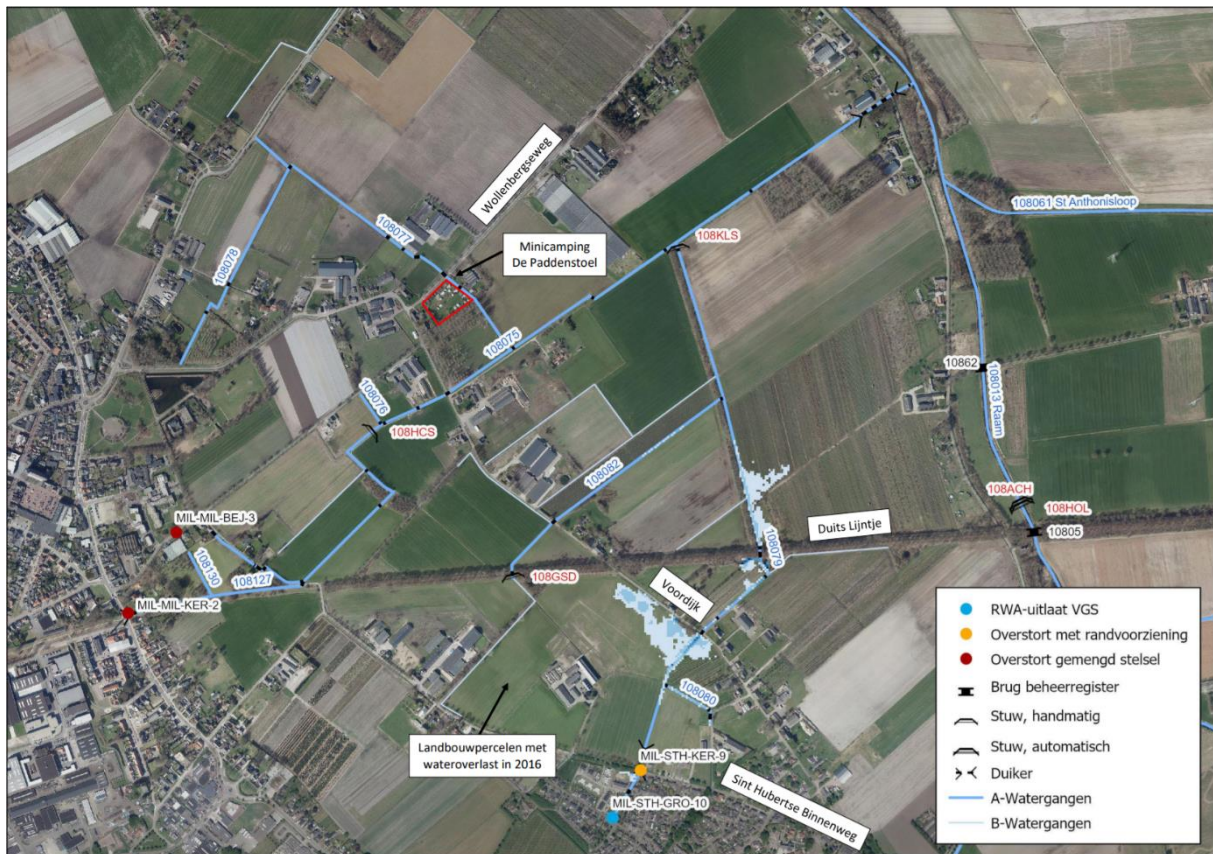 Wollenbergseweg
108061 St Anthonisloop
108077
108KLS
Minicamping
De Paddenstoel
108078
108075
10862
108013 Raam
108076
108HCS
108082
108ACH
108HOL
10805
MIL-MIL-BEJ-3
Duits Lijntje
108079
108130
108127
108GSD
Voordijk
MIL-MIL-KER-2
108080
Landbouwpercelen met
wateroverlast in 2016
MIL-STH-KER-9
MIL-STH-GRO-10
Sint Hubertse Binnenweg
RWA-uitlaat VGS
Overstort met randvoorziening
Overstort gemengd stelsel
Brug beheerregister
Stuw, handmatig
Stuw, automatisch
Duiker
A-Watergangen
B-Watergangen